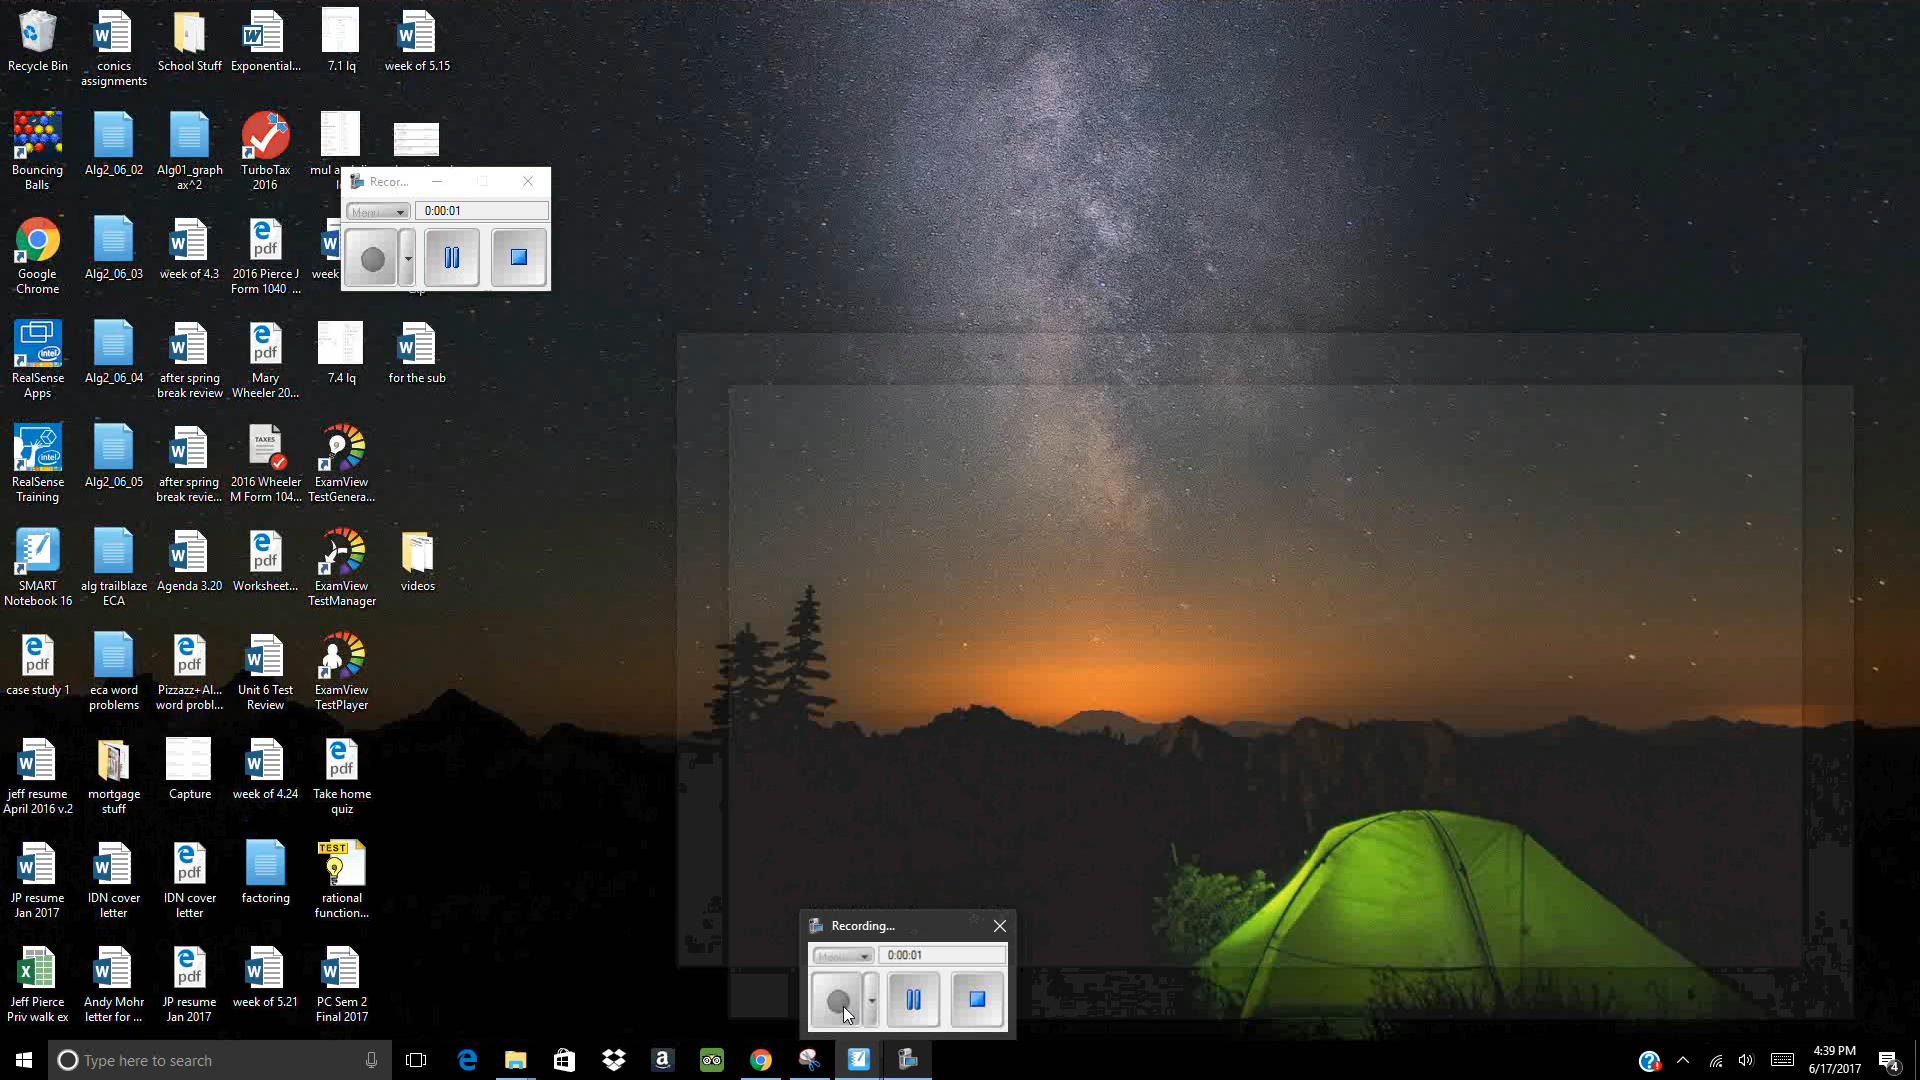 Recycle Bin
conics
assignments
School Stuff
Exponential...
7.1 lq
week of 5.15
Bouncing
Balls
Alg2_06_02
Alg01_graph
ax^2
TurboTax
2016
mul a
Recor...
Menu
0:00:01
Google
Chrome
Alg2_06_03
week of 4.3
2016 Pierce J
Form 1040 ...
week
RealSense
Apps
Alg2_06_04
after spring
break review
Mary
Wheeler 20...
7.4 lq
for the sub
RealSense
Training
Alg2_06_05
after spring
break revie...
TAXES
2016 Wheeler
M Form 104...
ExamView
TestGenera...
SMART
Notebook 16
alg trailblaze
ECA
Agenda 3.20
Worksheet...
ExamView
TestManager
videos
case study 1
eca word
problems
Pizzazz+Al...
word probl...
Unit 6 Test
Review
ExamView
TestPlayer
jeff resume
April 2016 v.2
mortgage
stuff
Capture
week of 4.24
Take home
quiz
JP resume
Jan 2017
IDN cover
letter
IDN cover
letter
factoring
TEST
rational
function...
Jeff Pierce
Priv walk ex
Andy Mohr
letter for ...
JP resume
Jan 2017
week of 5.21
PC Sem 2
Final 2017
Recording...
Menu
0:00:01
Type here to search
4:39 PM
6/17/2017
4